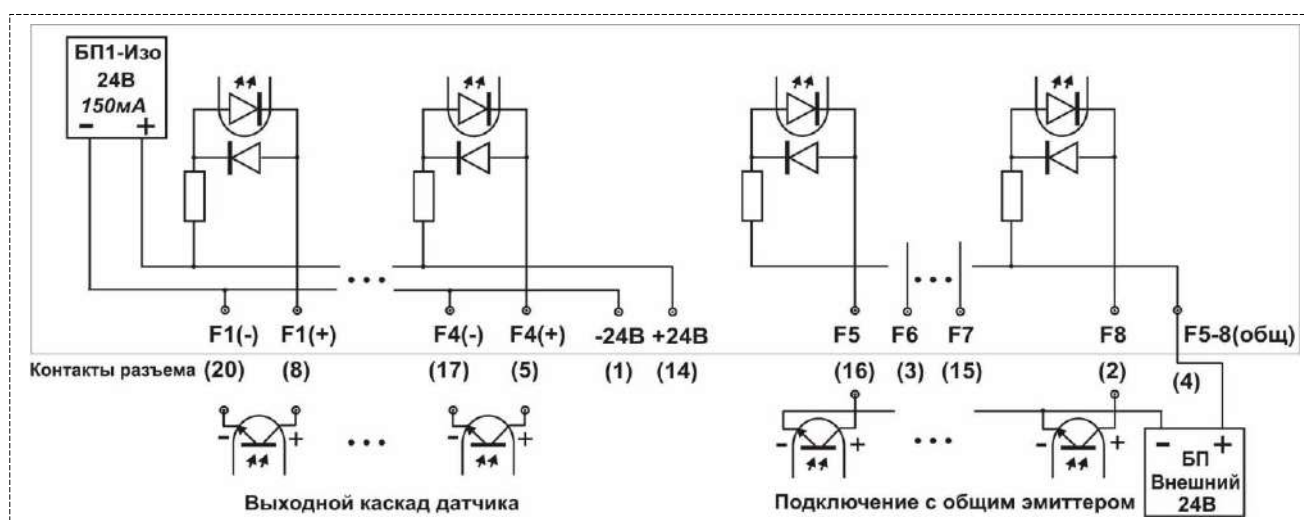 БП1-Изо
24В
150мА
- +
F1(-) F1(+) F4(-) F4(+) -24В +24В F5 F6 F7 F8 F5-8(общ)
Контакты разъема (20) (8) (17) (5) (1) (14) (16) (3) (15) (2) (4)
- + - + - + - + - +
БП
Внешний
24В
Выходной каскад датчика
Подключение с общим эмиттером